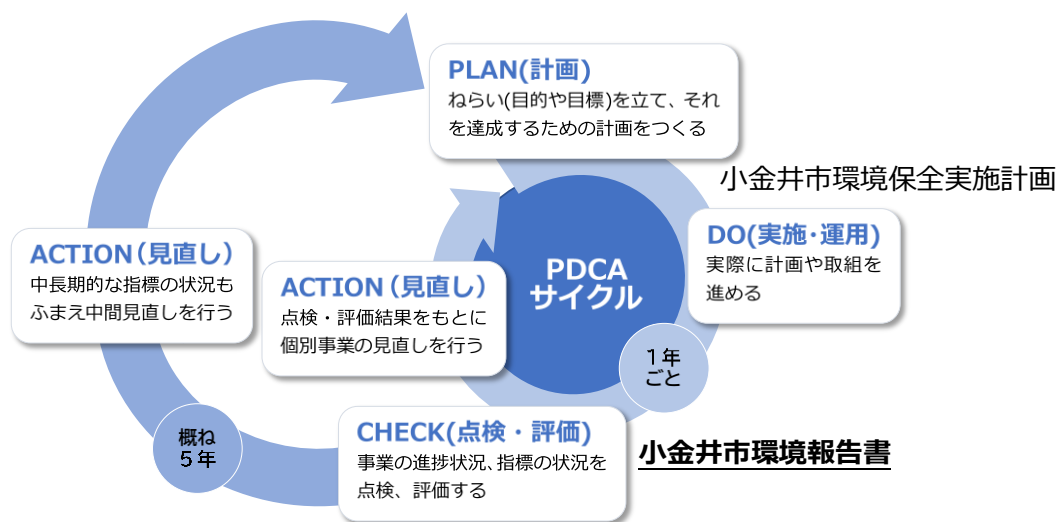 PLAN(計画)
ねらい(目的や目標)を立て、それ
を達成するための計画をつくる
小金井市環境保全実施計画
DO(実施・運用)
実際に計画や取組を
進める
PDCA
サイクル
ACTION(見直し)
中長期的な指標の状況も
ふまえ中間見直しを行う
ACTION(見直し)
点検・評価結果をもとに
個別事業の見直しを行う
1年
ごと
概ね
5年
CHECK(点検・評価)
事業の進捗状況、指標の状況を
点検、評価する
小金井市環境報告書